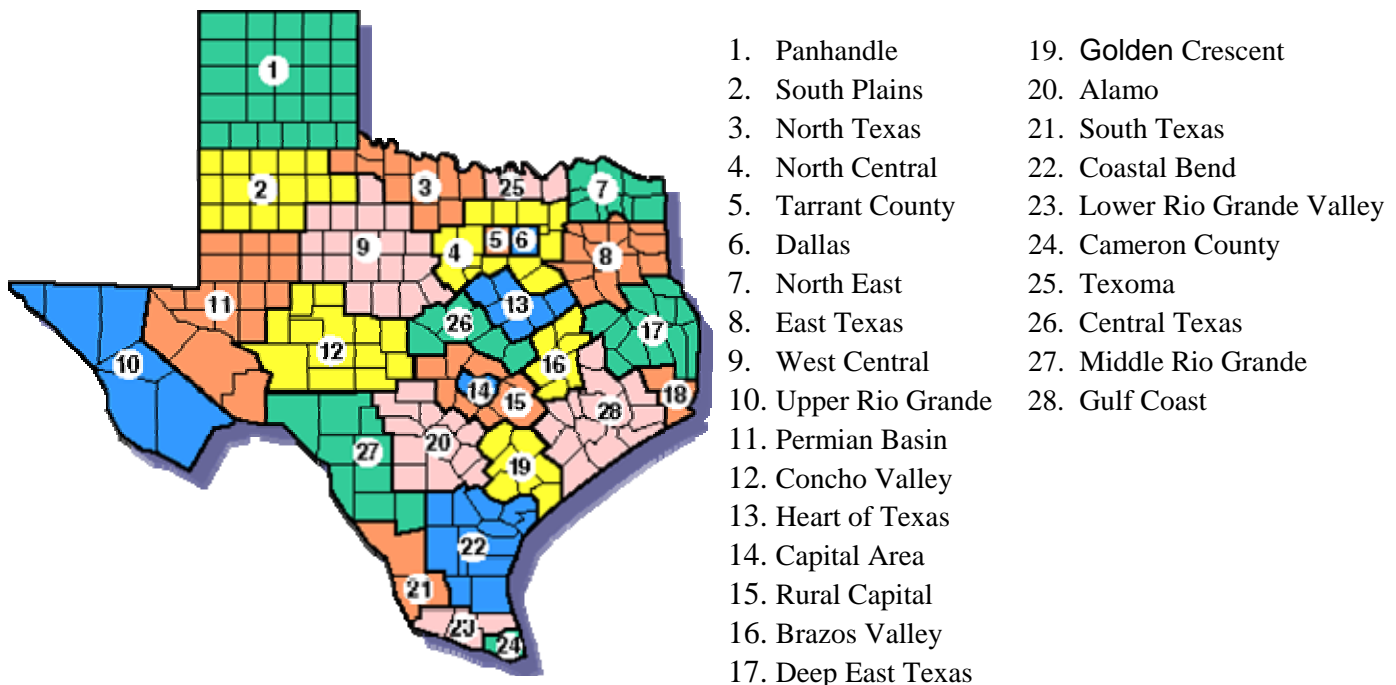 1
2
3
25
7
9
4
5
6
8
11
13
10
12
26
17
16
14
15
18
28
20
27
19
22
21
23
24
1. Panhandle
2. South Plains
3. North Texas
4. North Central
5. Tarrant County
6. Dallas
7. North East
8. East Texas
9. West Central
10. Upper Rio Grande
11. Permian Basin
12. Concho Valley
13. Heart of Texas
14. Capital Area
15. Rural Capital
16. Brazos Valley
17. Deep East Texas
19. Golden Crescent
20. Alamo
21. South Texas
22. Coastal Bend
23. Lower Rio Grande Valley
24. Cameron County
25. Texoma
26. Central Texas
27. Middle Rio Grande
28. Gulf Coast